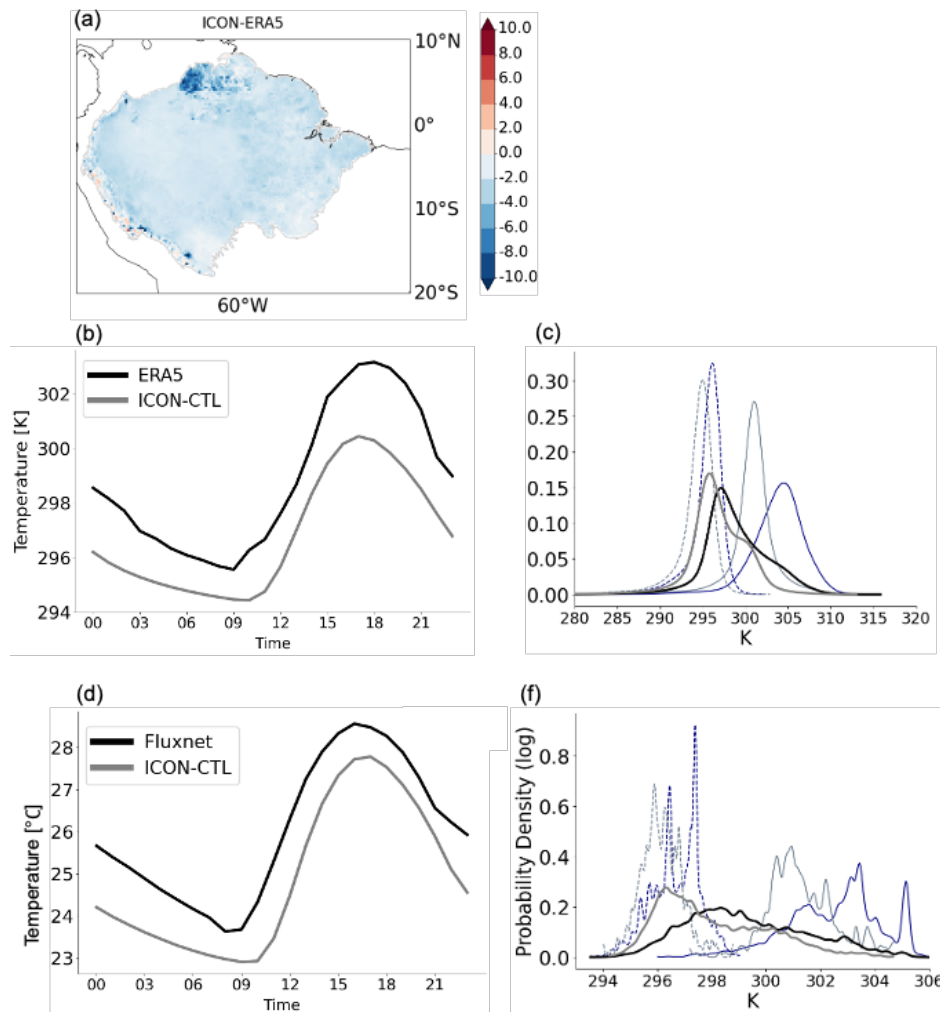 (a)
ICON-ERA5
10°N
0°
10°S
20°S
60°W
10.0
8.0
6.0
4.0
2.0
0.0
-2.0
-4.0
-6.0
-8.0
-10.0
(b)
ERA5
ICON-CTL
Temperature [K]
302
300
298
296
294
00 03 06 09 12 15 18 21
Time
(c)
0.30
0.25
0.20
0.15
0.10
0.05
0.00
280 285 290 295 300 305 310 315 320
K
(d)
Fluxnet
ICON-CTL
Temperature [°C]
28
27
26
25
24
23
00 03 06 09 12 15 18 21
Time
(f)
Probability Density (log)
0.8
0.6
0.4
0.2
0.0
294 296 298 300 302 304 306
K